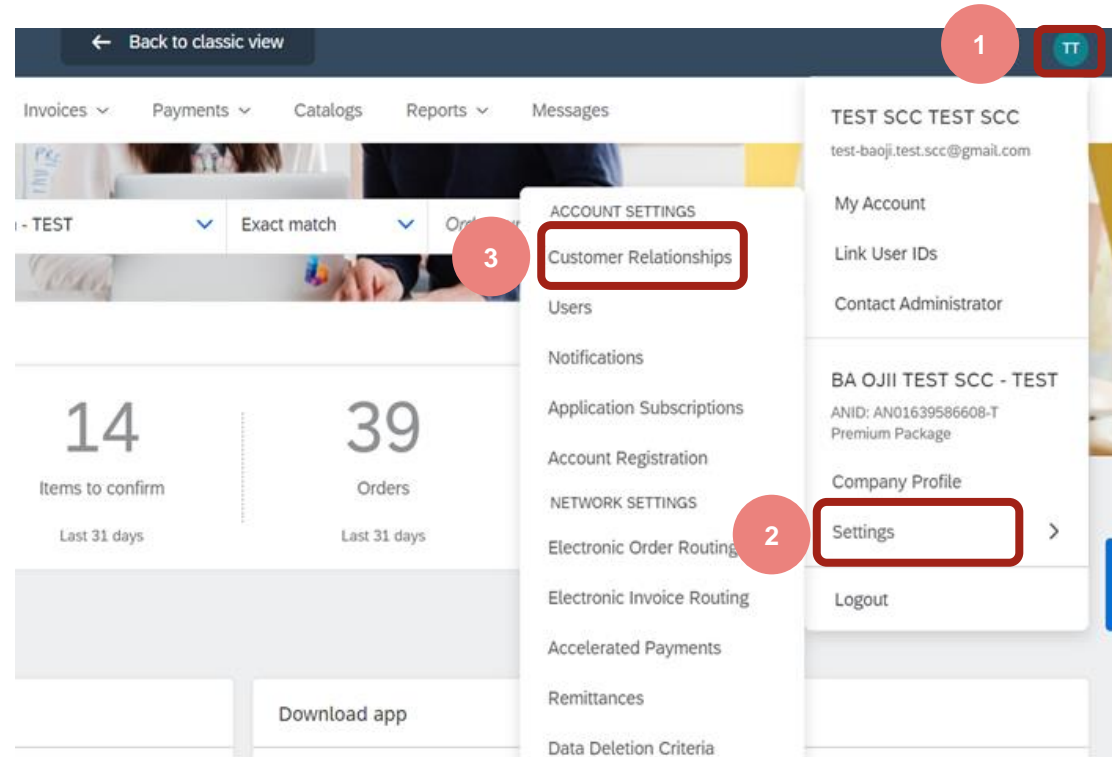 ← Back to classic view
1
TT
Invoices
Payments
Catalogs
Reports
Messages
TEST SCC TEST SCC
test-baoji.test.scc@gmail.com
My Account
Link User IDs
Contact Administrator
BA OJII TEST SCC - TEST
ANID: AN01639586608-T
Premium Package
Company Profile
2
Settings
Logout
- TEST
Exact match
ACCOUNT SETTINGS
3
Customer Relationships
Users
Notifications
Application Subscriptions
Account Registration
NETWORK SETTINGS
Electronic Order Routing
Electronic Invoice Routing
Accelerated Payments
Remittances
Data Deletion Criteria
14
Items to confirm
Last 31 days
39
Orders
Last 31 days
Download app